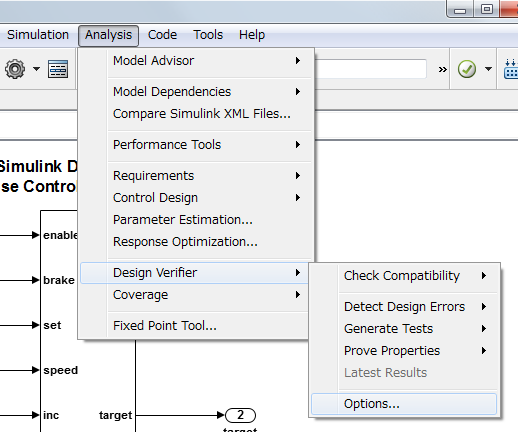 Simulation Analysis Code Tools Help
Model Advisor
Model Dependencies
Compare Simulink XML Files...
Performance Tools
Requirements
Control Design
Parameter Estimation...
Response Optimization...
Design Verifier
Coverage
Fixed Point Tool...
Check Compatibility
Detect Design Errors
Generate Tests
Prove Properties
Latest Results
Options...
Simulink D
se Contro
enable
brake
set
speed
inc
target
2
target